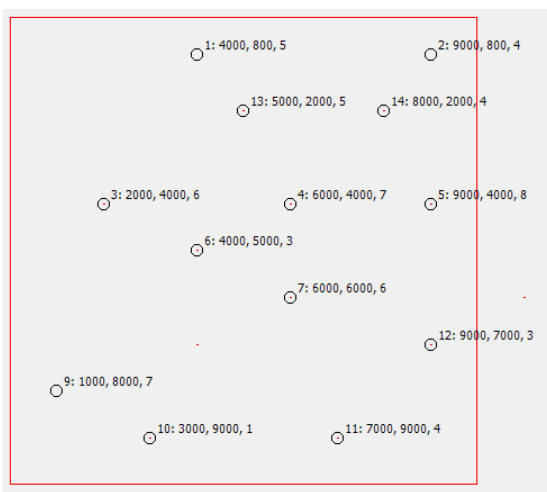 1: 4000, 800, 5
2: 9000, 800, 4
13: 5000, 2000, 5
14: 8000, 2000, 4
3: 2000, 4000, 6
4: 6000, 4000, 7
5: 9000, 4000, 8
6: 4000, 5000, 3
7: 6000, 6000, 6
12: 9000, 7000, 3
9: 1000, 8000, 7
10: 3000, 9000, 1
11: 7000, 9000, 4